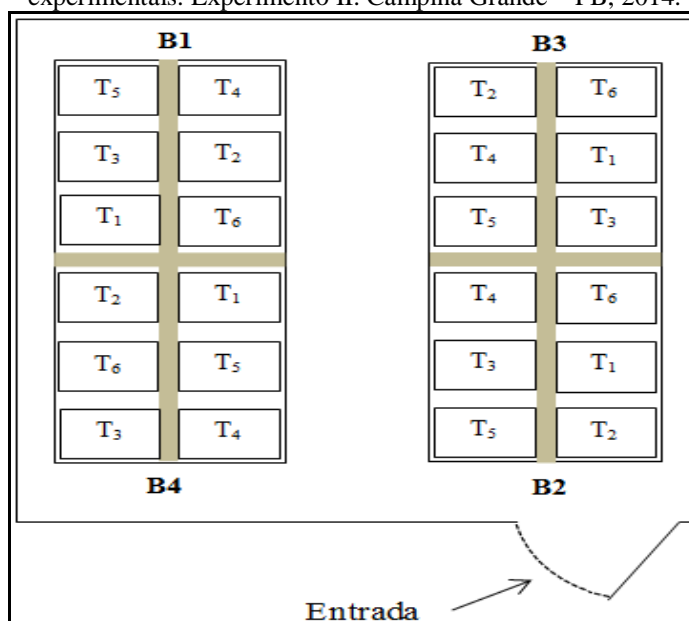 experimentais. Experimento II. Campina Grande – PB, 2014.
B1 B3
T5 T4 T2 T6
T3 T2 T4 T1
T1 T6 T5 T3
T2 T1 T4 T6
T6 T5 T3 T1
T3 T4 T5 T2
B4 B2
Entrada